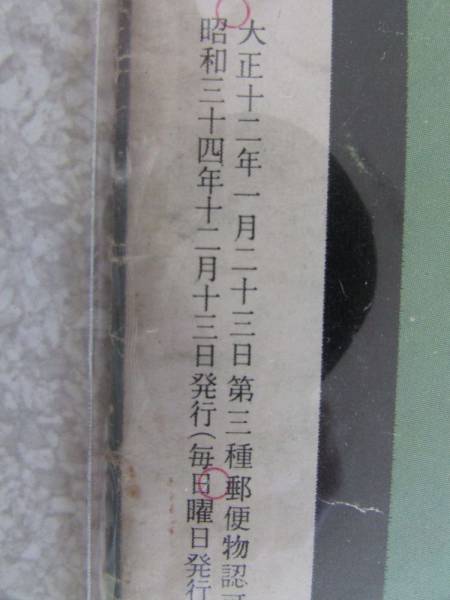 大正十二年一月二十三日第三種郵便物認可
昭和三十四年十二月十三日発行(毎日曜日発行